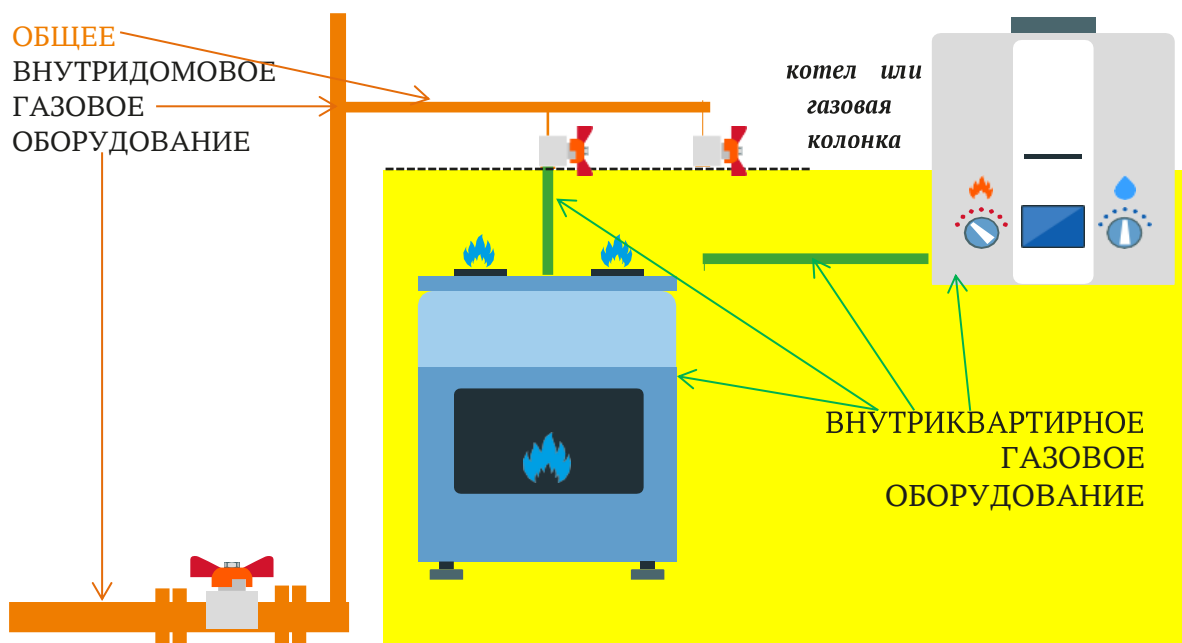 ОБЩЕЕ
ВНУТРИДОМОВОЕ
ГАЗОВОЕ
ОБОРУДОВАНИЕ
котел или
газовая
колонка
ВНУТРИКВАРТИРНОЕ
ГАЗОВОЕ
ОБОРУДОВАНИЕ